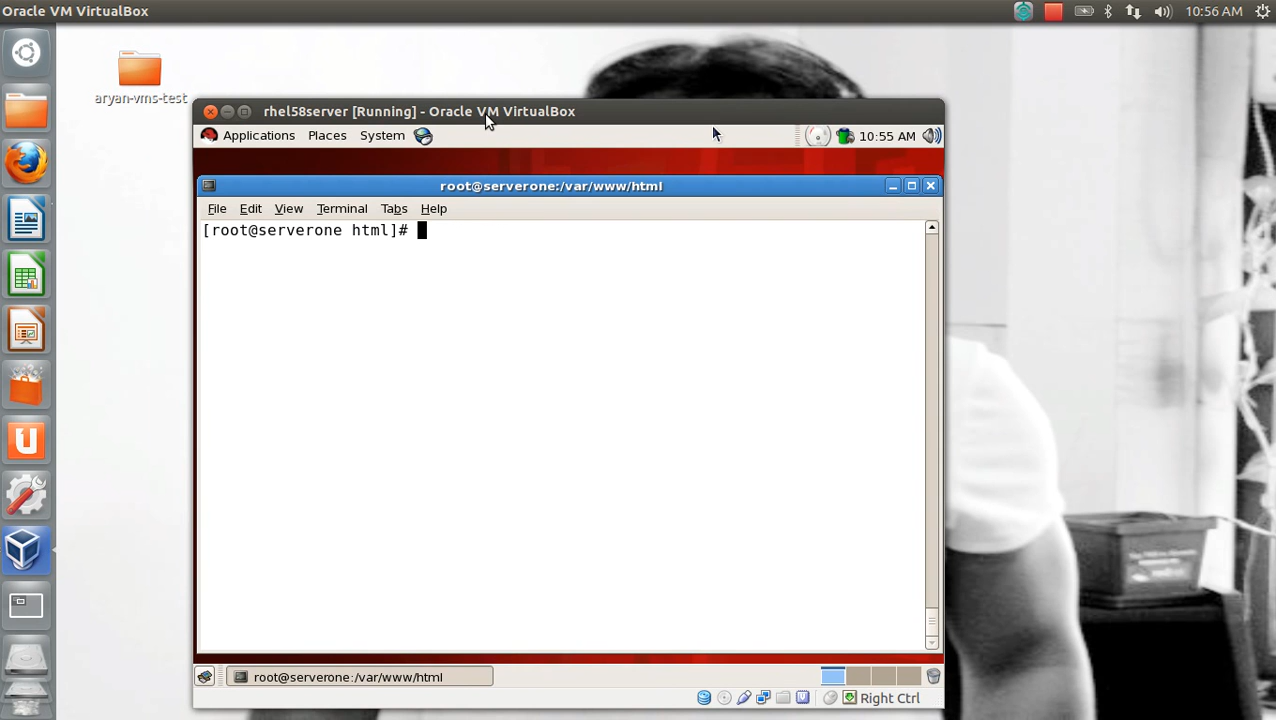 Oracle VM VirtualBox
10:56 AM
aryan-vms-test
rhel58server [Running] - Oracle VM VirtualBox
Applications Places System
10:55 AM
root@serverone:/var/www/html
File Edit View Terminal Tabs Help
[root@serverone html]#
root@serverone:/var/www/html
Right Ctrl